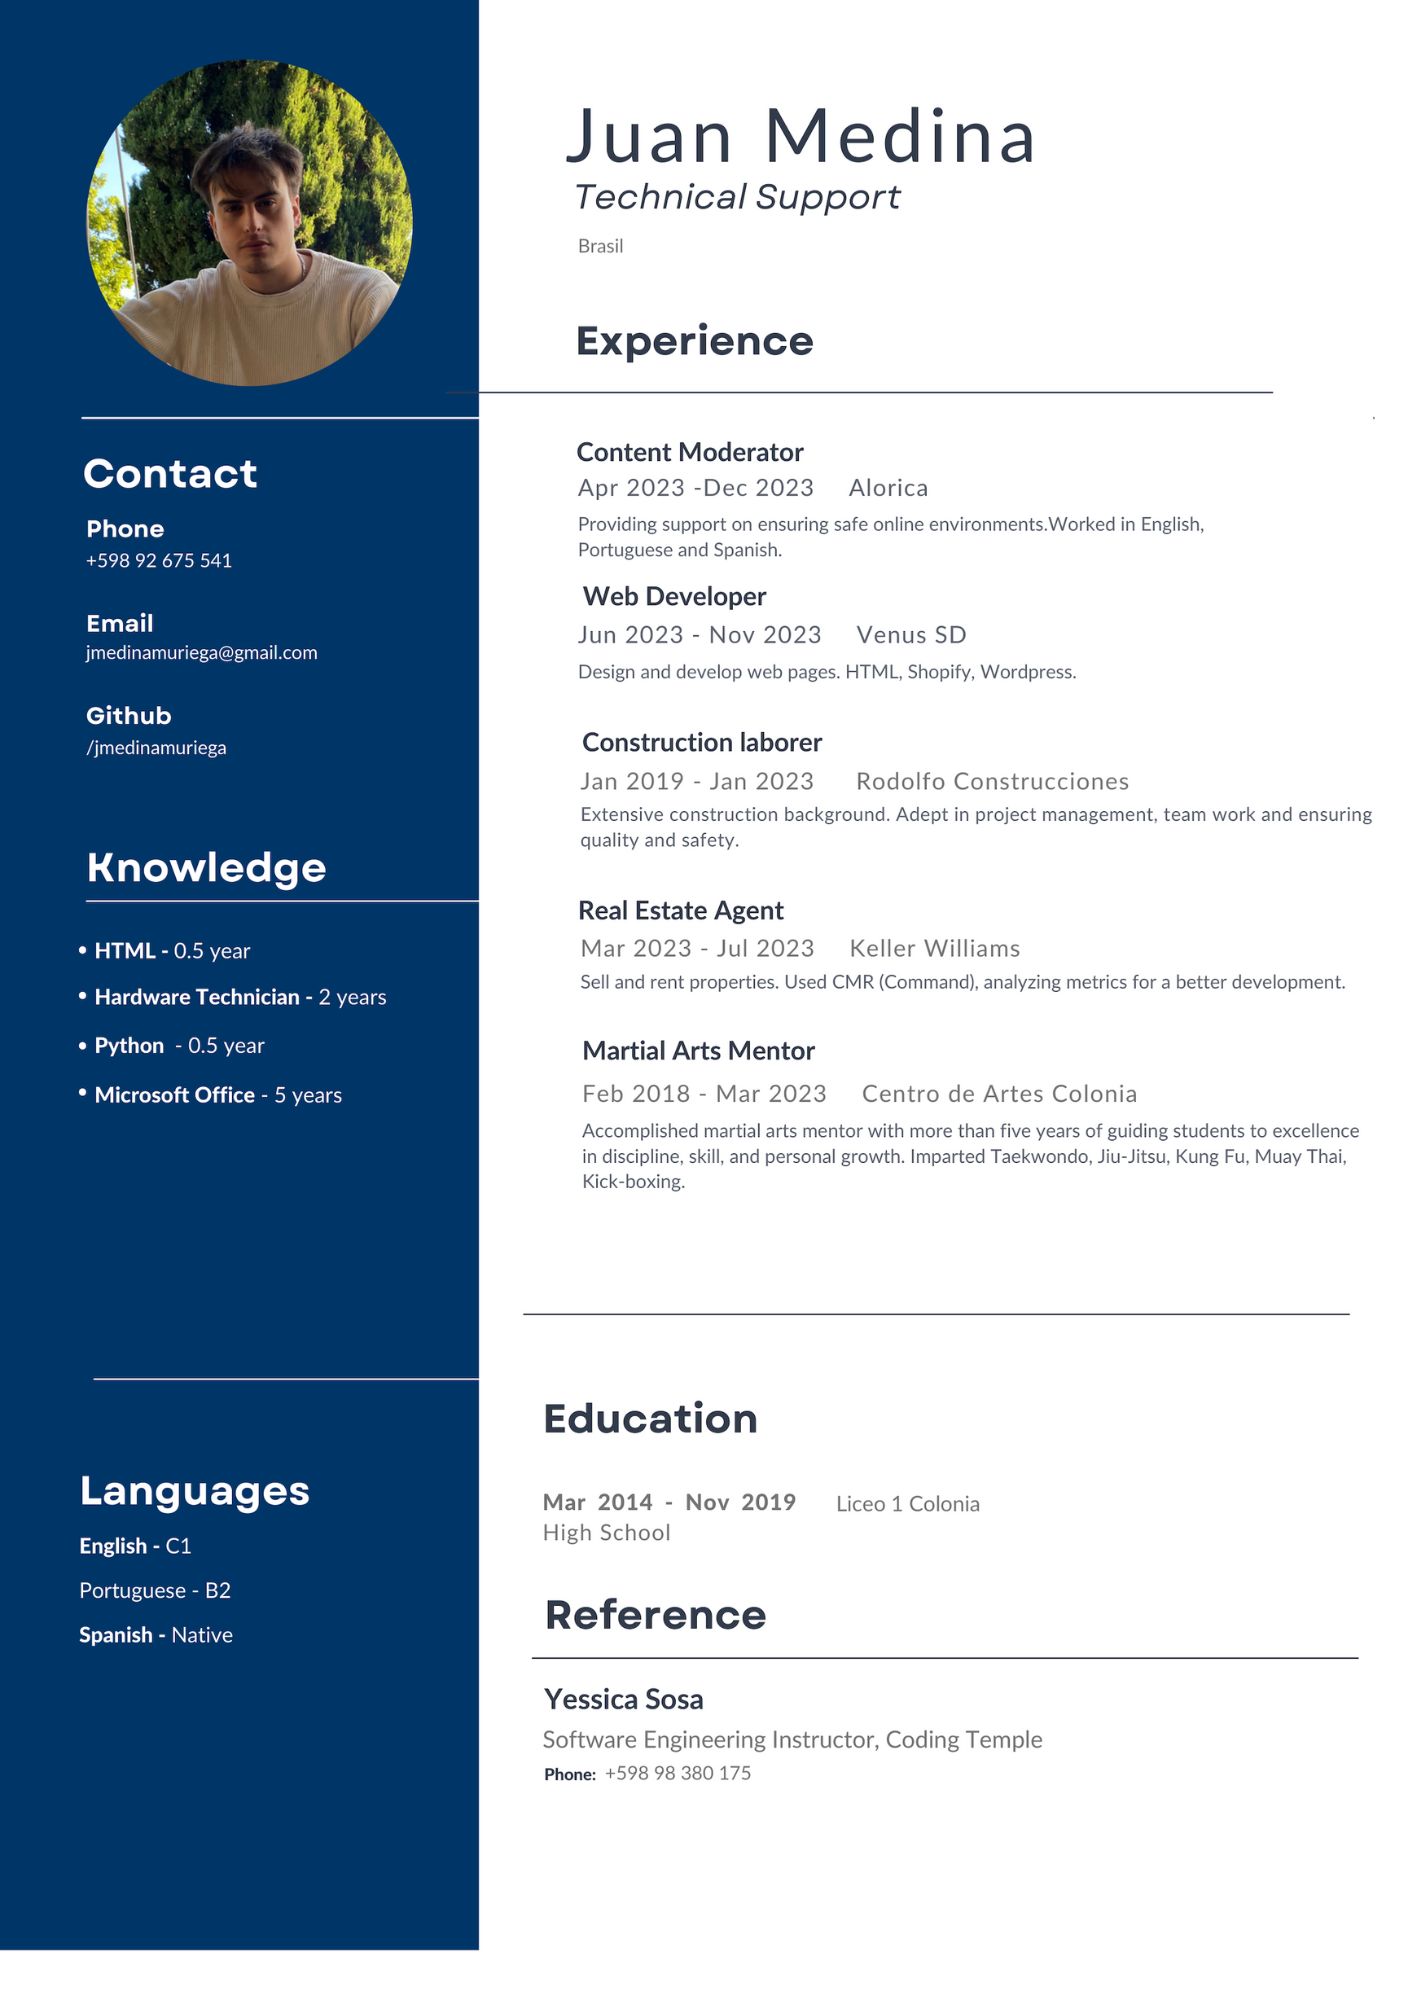 Juan Medina
Technical Support
Brasil
Contact
Phone
+598 92 675 541
Email
jmedinamuriega@gmail.com
Github
/jmedinamuriega
Knowledge
• HTML - 0.5 year
• Hardware Technician - 2 years
• Python - 0.5 year
• Microsoft Office - 5 years
Languages
English - C1
Portuguese - B2
Spanish - Native
Experience
Content Moderator
Apr 2023 -Dec 2023 Alorica
Providing support on ensuring safe online environments.Worked in English,
Portuguese and Spanish.
Web Developer
Jun 2023 - Nov 2023 Venus SD
Design and develop web pages. HTML, Shopify, Wordpress.
Construction laborer
Jan 2019 - Jan 2023 Rodolfo Construcciones
Extensive construction background. Adept in project management, team work and ensuring
quality and safety.
Real Estate Agent
Mar 2023 - Jul 2023 Keller Williams
Sell and rent properties. Used CMR (Command), analyzing metrics for a better development.
Martial Arts Mentor
Feb 2018 - Mar 2023 Centro de Artes Colonia
Accomplished martial arts mentor with more than five years of guiding students to excellence
in discipline, skill, and personal growth. Imparted Taekwondo, Jiu-Jitsu, Kung Fu, Muay Thai,
Kick-boxing.
Education
Mar 2014 - Nov 2019 Liceo 1 Colonia
High School
Reference
Yessica Sosa
Software Engineering Instructor, Coding Temple
Phone: +598 98 380 175